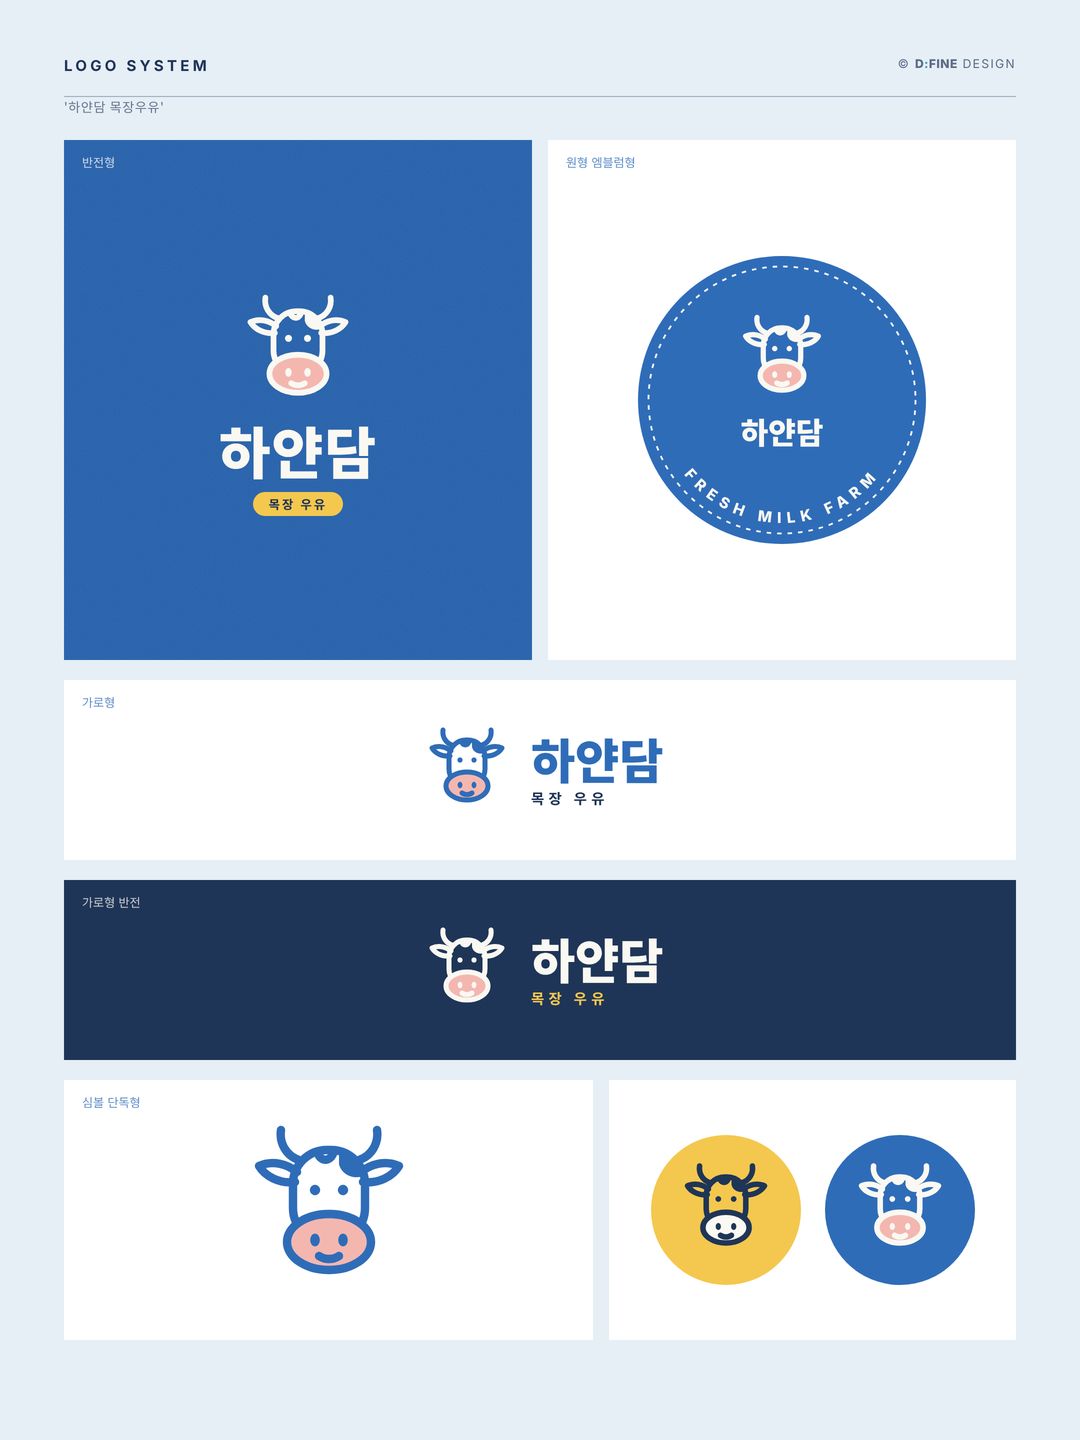 LOGO SYSTEM
© D:FINE DESIGN
'하얀담 목장우유'
반전형
하얀담
목장 우유
원형 엠블럼형
하얀담
FRESH MILK FARM
가로형
하얀담
목장 우유
가로형 반전
하얀담
목장 우유
심볼 단독형